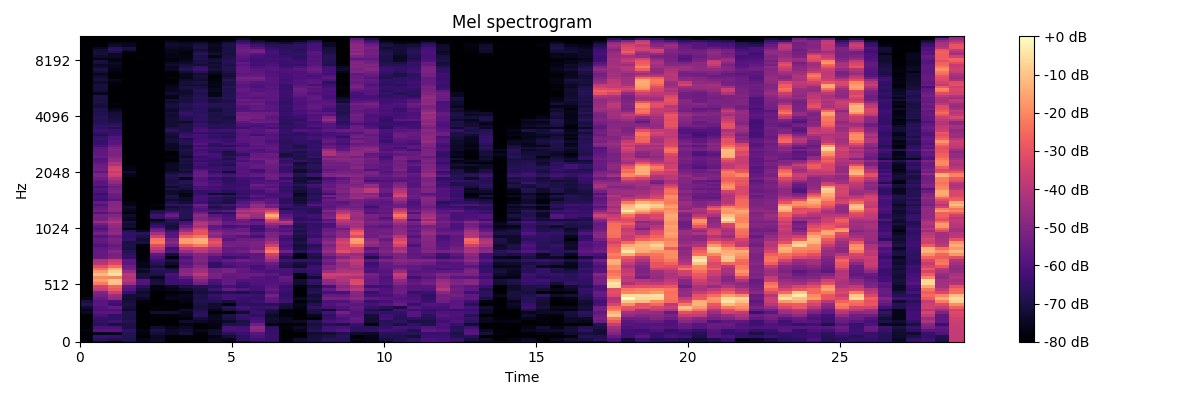 Mel spectrogram
+0 dB
8192
-10 dB
4096
-20 dB
-30 dB
2048
Hz
-40 dB
1024
-50 dB
-60 dB
512
-70 dB
0
-80 dB
0 5 10 15 20 25
Time